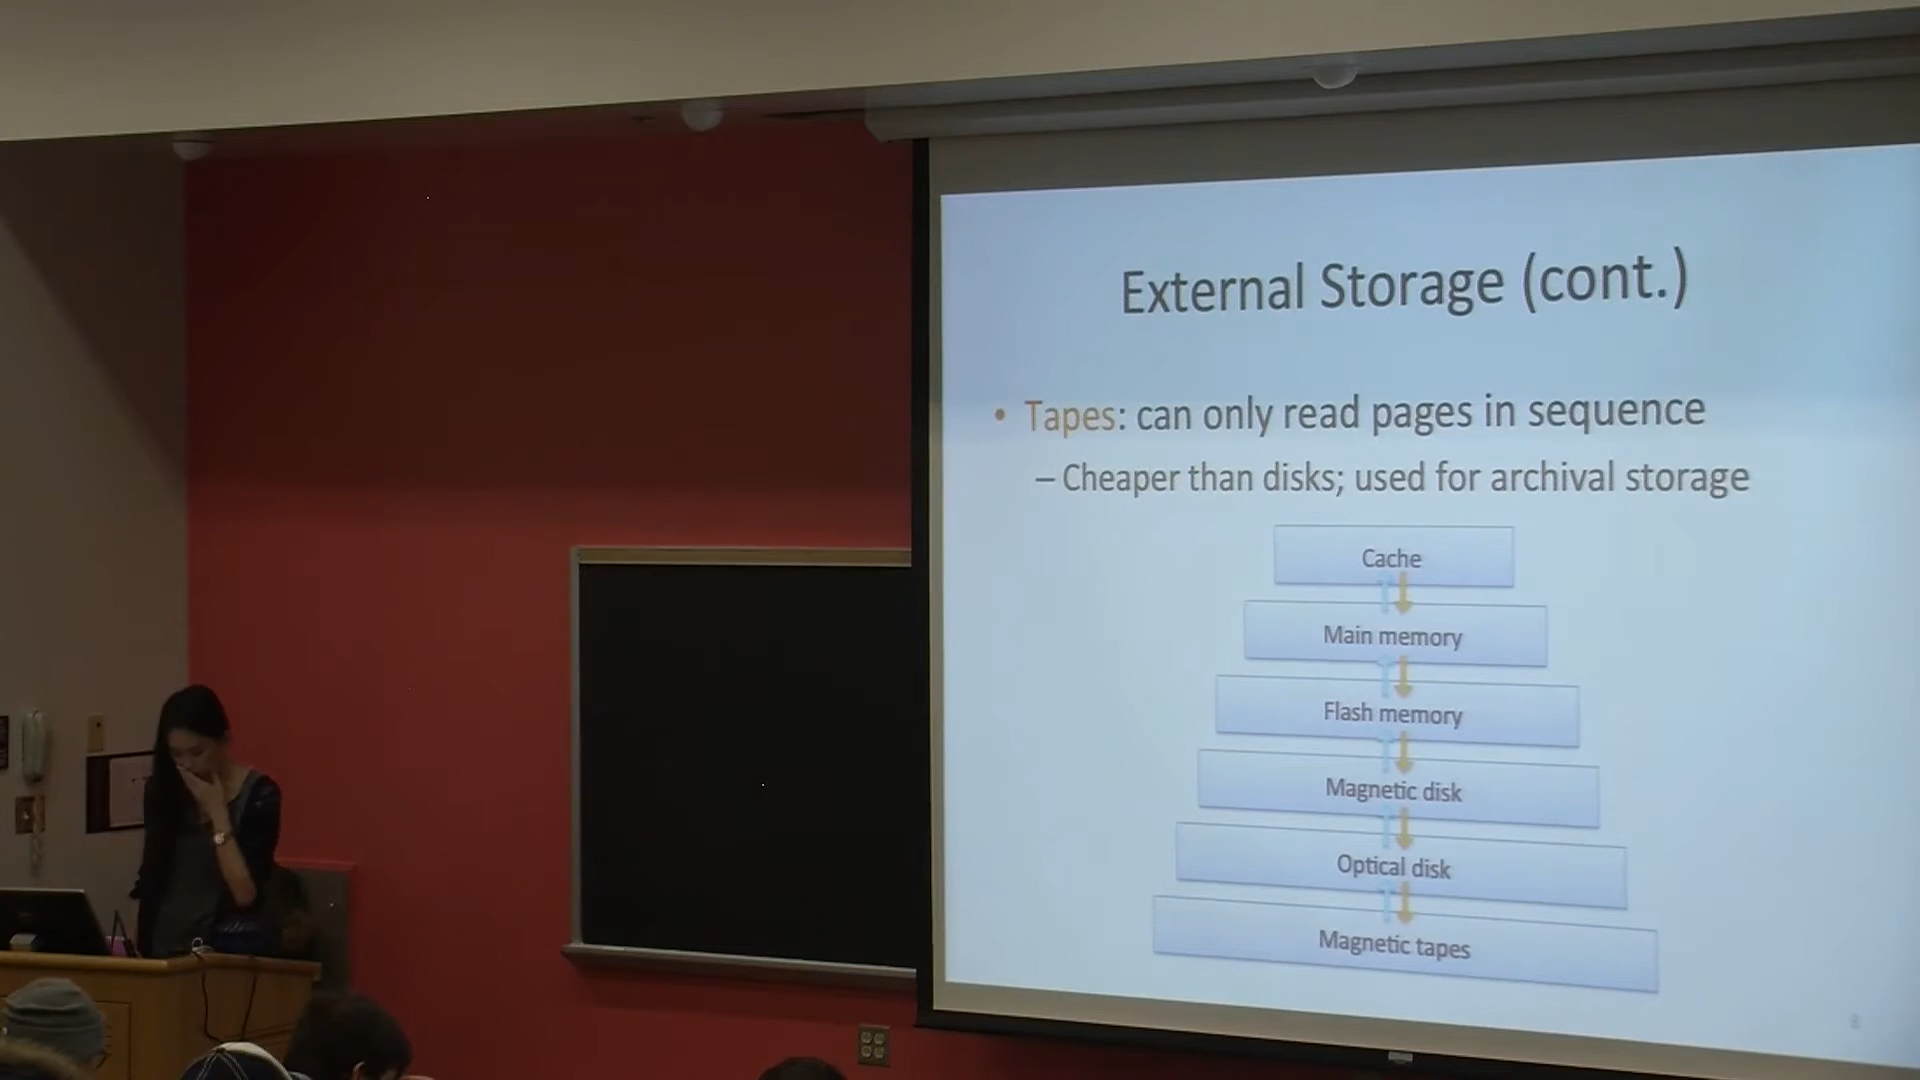 External Storage (cont.)
• Tapes: can only read pages in sequence
– Cheaper than disks; used for archival storage
Cache
Main memory
Flash memory
Magnetic disk
Optical disk
Magnetic tapes